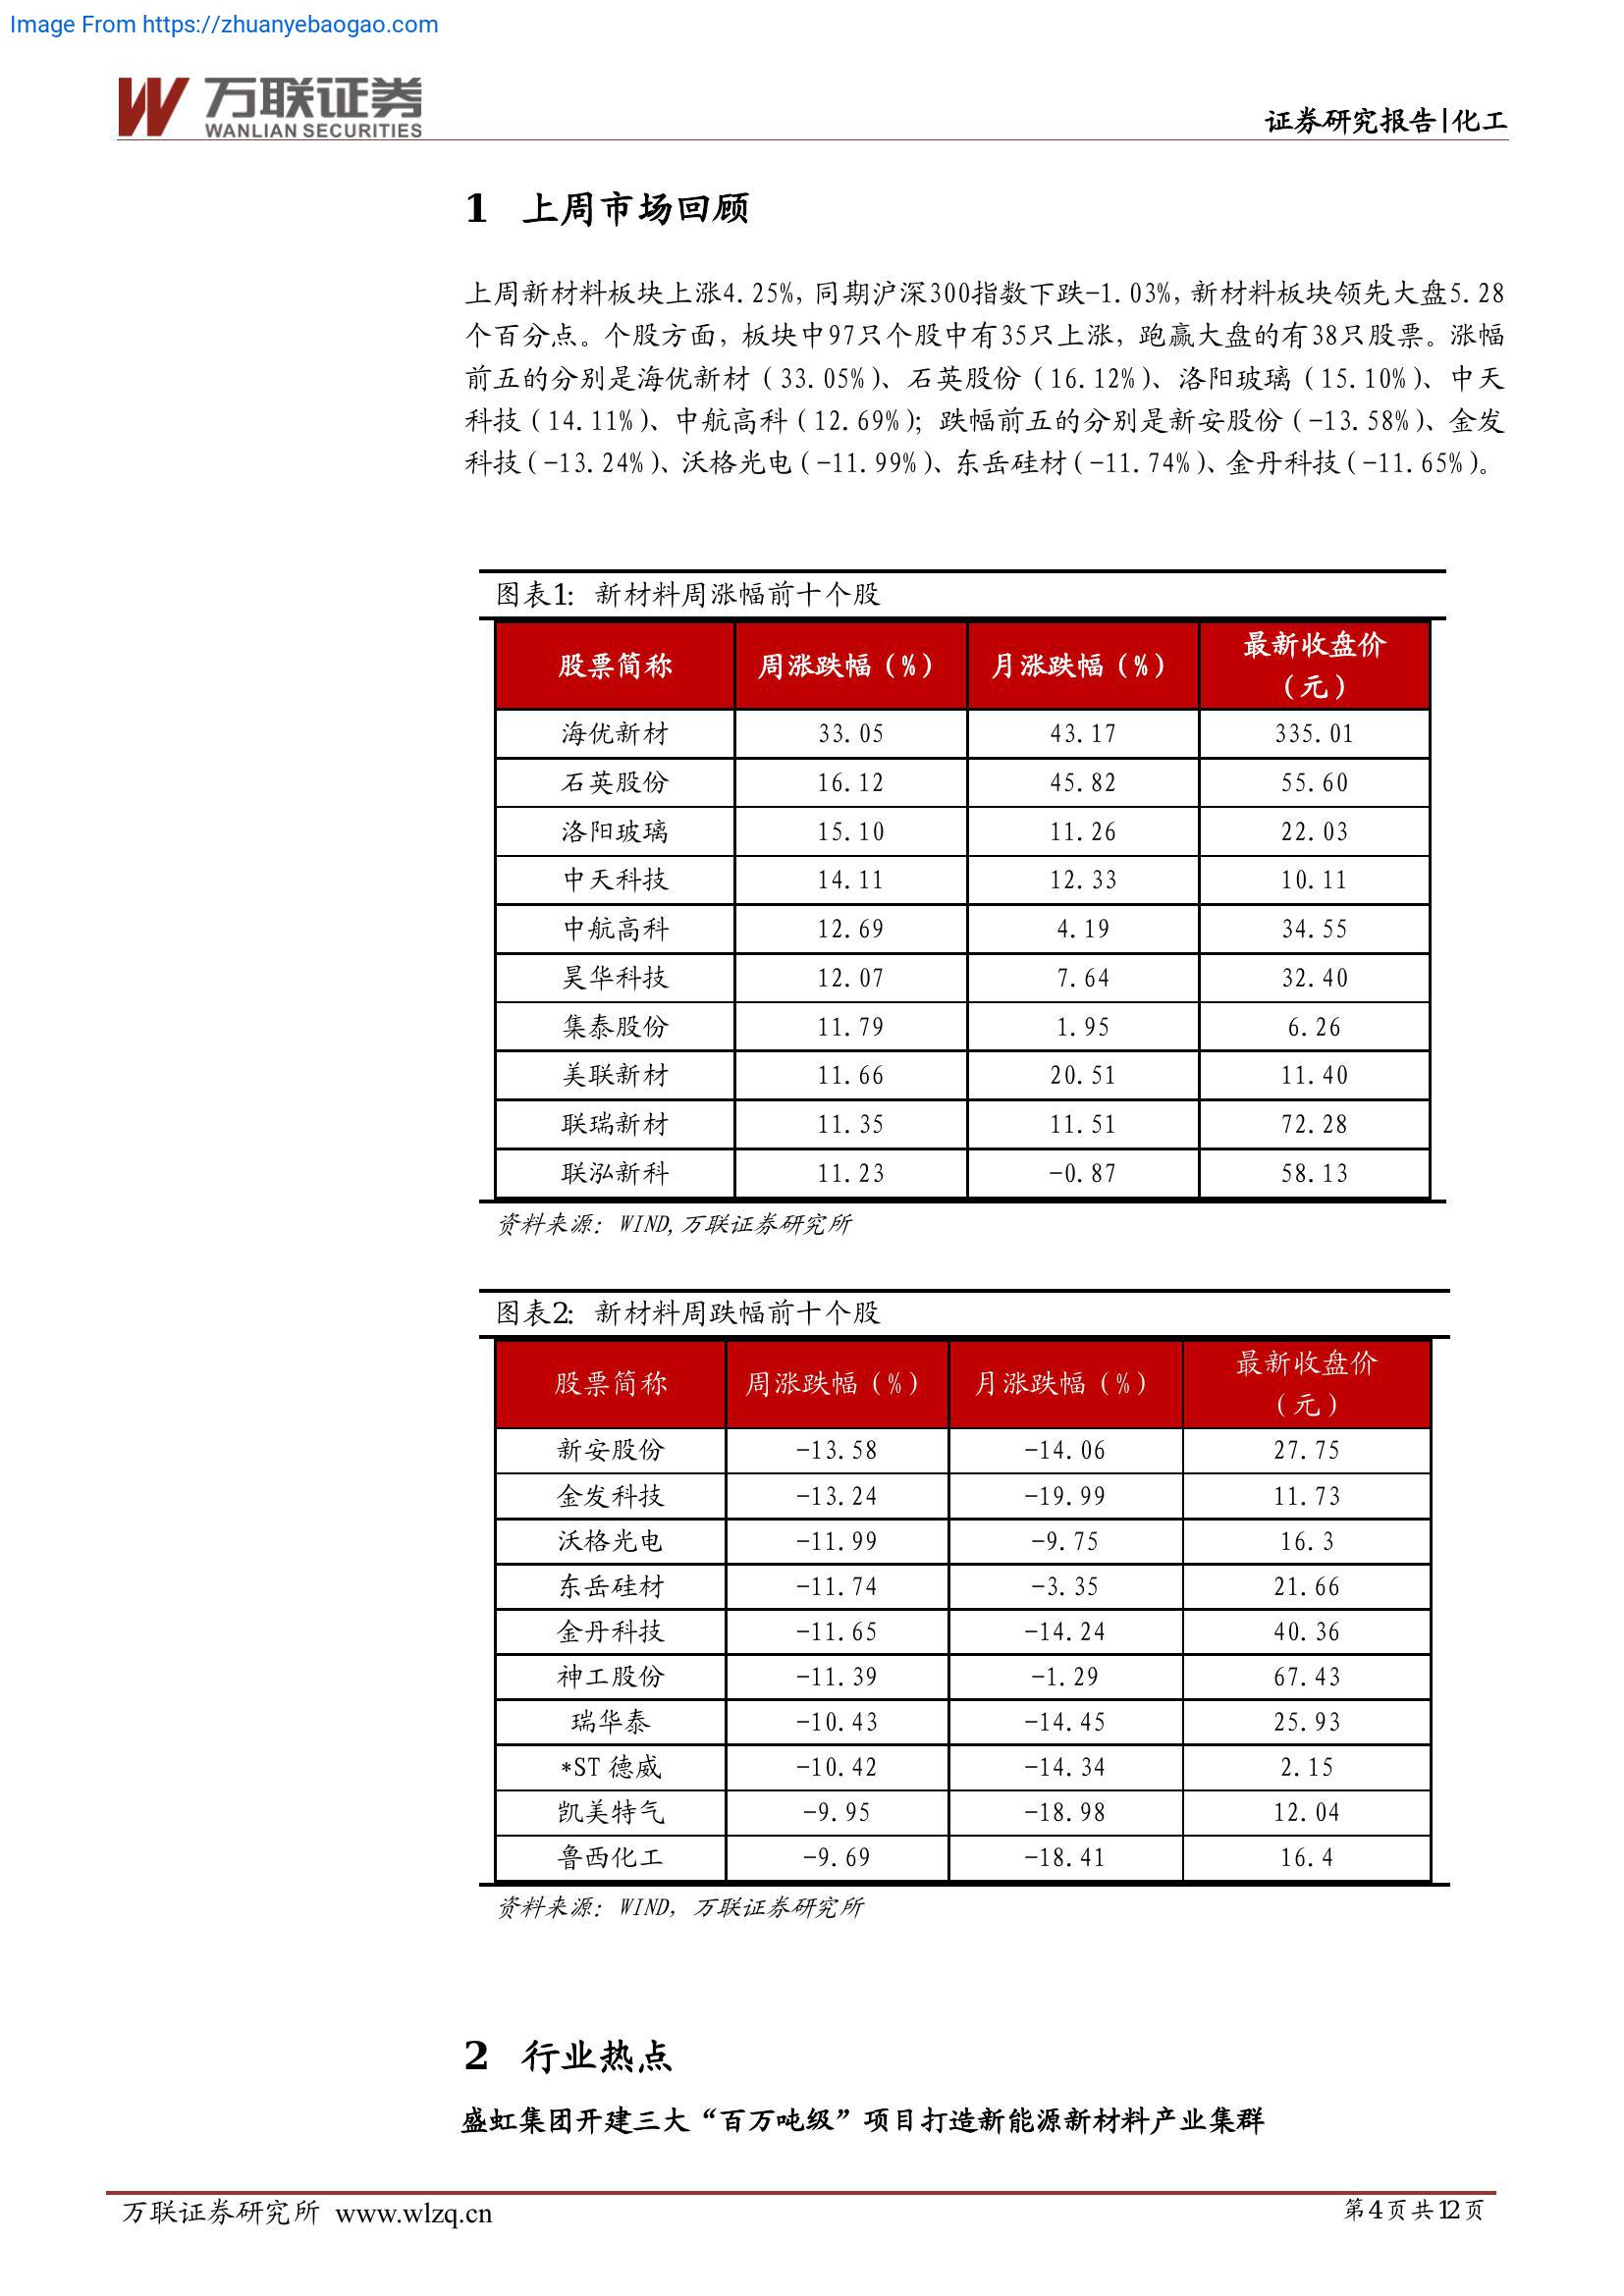 Image From https://zhuanyebaogao.com
万联证券
WANLIAN SECURITIES
证券研究报告|化工
1 上周市场回顾
上周新材料板块上涨4.25%，同期沪深300指数下跌-1.03%，新材料板块领先大盘5.28
个百分点。个股方面，板块中97只个股中有35只上涨，跑赢大盘的有38只股票。涨幅
前五的分别是海优新材（33.05%）、石英股份（16.12%）、洛阳玻璃（15.10%）、中天
科技（14.11%）、中航高科（12.69%）；跌幅前五的分别是新安股份（-13.58%）、金发
科技（-13.24%）、沃格光电（-11.99%）、东岳硅材（-11.74%）、金丹科技（-11.65%）。
图表1：新材料周涨幅前十个股
股票简称 周涨跌幅（%） 月涨跌幅（%） 最新收盘价
（元）
海优新材 33.05 43.17 335.01
石英股份 16.12 45.82 55.60
洛阳玻璃 15.10 11.26 22.03
中天科技 14.11 12.33 10.11
中航高科 12.69 4.19 34.55
昊华科技 12.07 7.64 32.40
集泰股份 11.79 1.95 6.26
美联新材 11.66 20.51 11.40
联瑞新材 11.35 11.51 72.28
联泓新科 11.23 -0.87 58.13
资料来源：WIND,万联证券研究所
图表2：新材料周跌幅前十个股
股票简称 周涨跌幅（%） 月涨跌幅（%） 最新收盘价
（元）
新安股份 -13.58 -14.06 27.75
金发科技 -13.24 -19.99 11.73
沃格光电 -11.99 -9.75 16.3
东岳硅材 -11.74 -3.35 21.66
金丹科技 -11.65 -14.24 40.36
神工股份 -11.39 -1.29 67.43
瑞华泰 -10.43 -14.45 25.93
*ST 德威 -10.42 -14.34 2.15
凯美特气 -9.95 -18.98 12.04
鲁西化工 -9.69 -18.41 16.4
资料来源：WIND，万联证券研究所
2 行业热点
盛虹集团开建三大“百万吨级”项目打造新能源新材料产业集群
万联证券研究所 www.wlzq.cn
第4页共12页